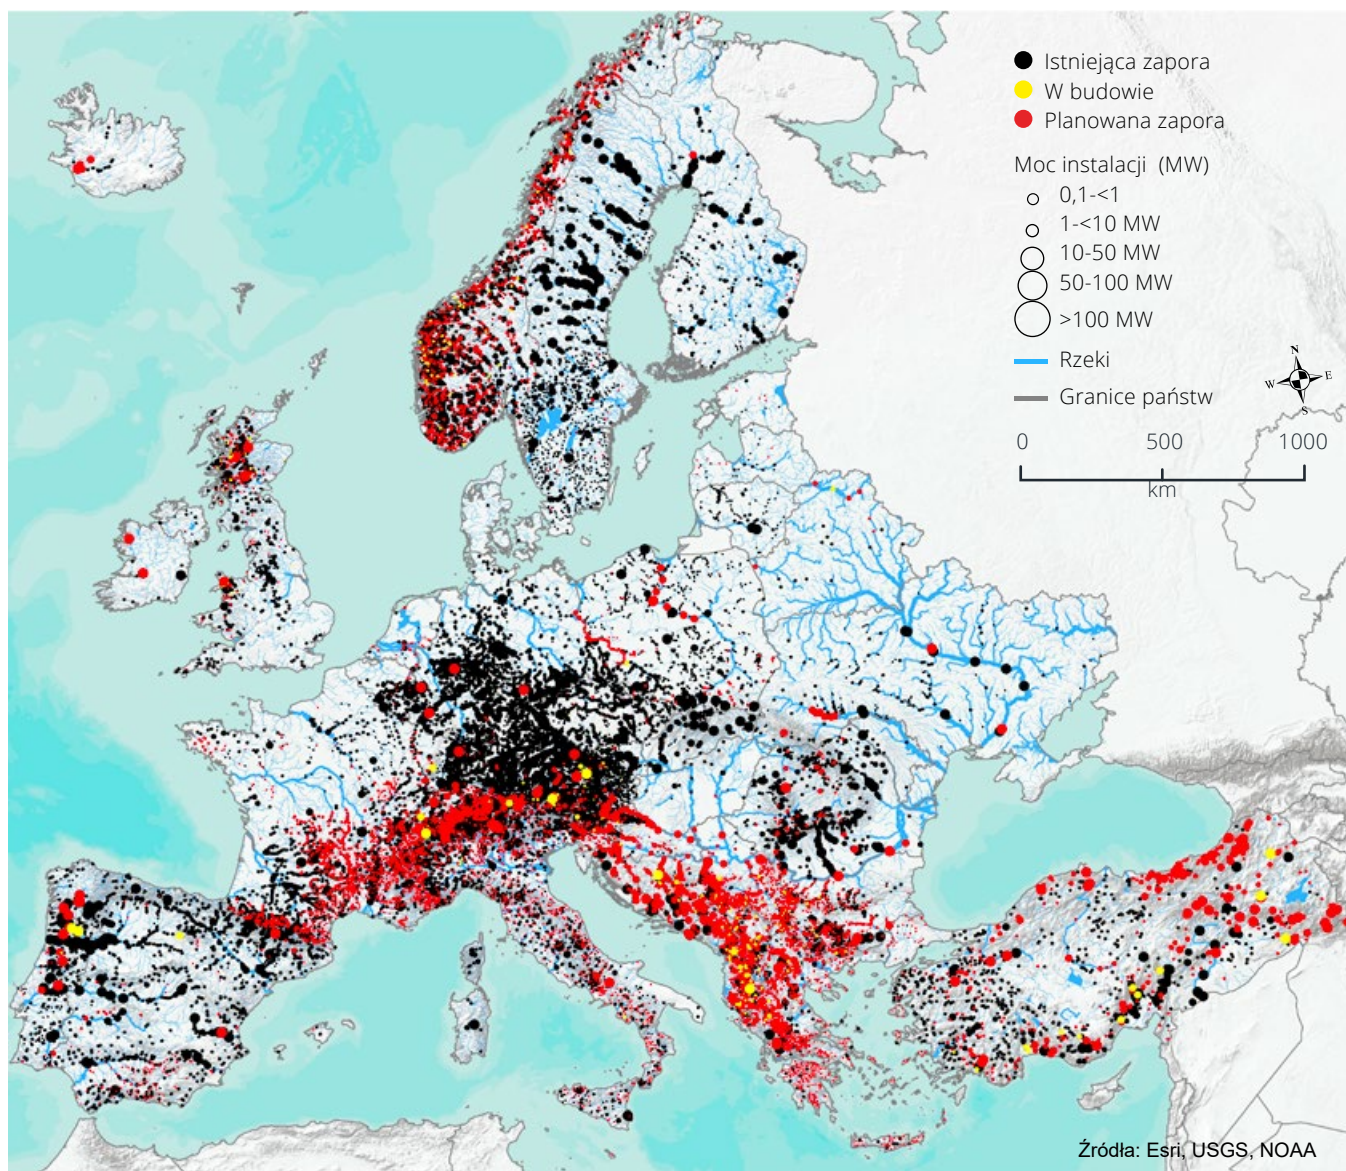 Istniejąca zapora
W budowie
Planowana zapora
Moc instalacji (MW)
0,1-<1
1-<10 MW
10-50 MW
50-100 MW
>100 MW
Rzeki
Granice państw
N
W E
S
0 500 1000
km
Źródła: Esri, USGS, NOAA